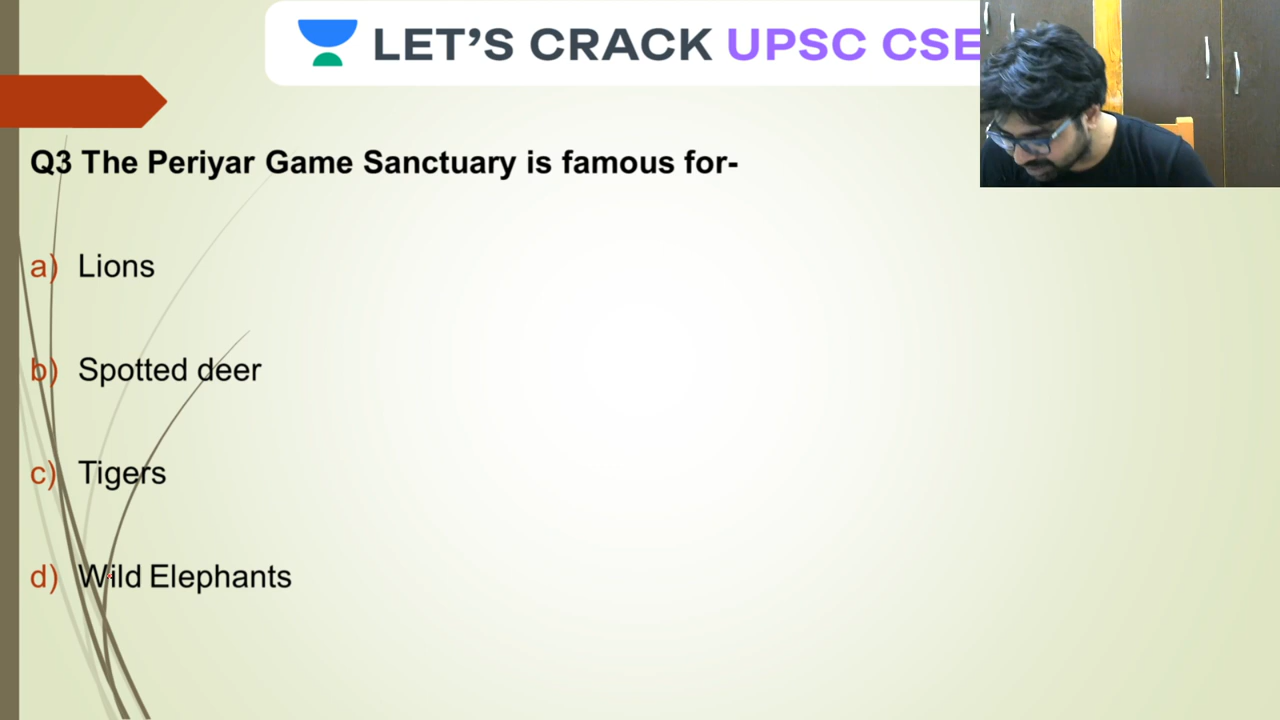 LET'S CRACK UPSC CSE
Q3 The Periyar Game Sanctuary is famous for-
a) Lions
b) Spotted deer
c) Tigers
d) Wild Elephants